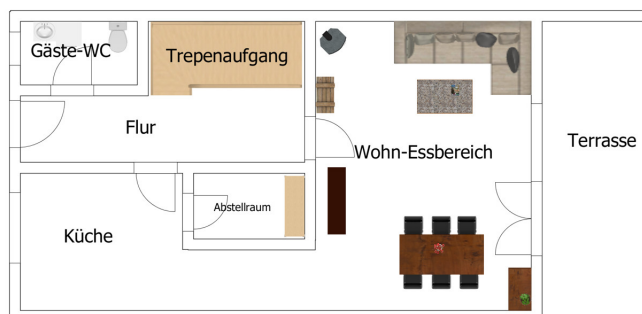 Gäste-WC
Trepenaufgang
Flur
Wohn-Essbereich
Terrasse
Küche
Abstellraum